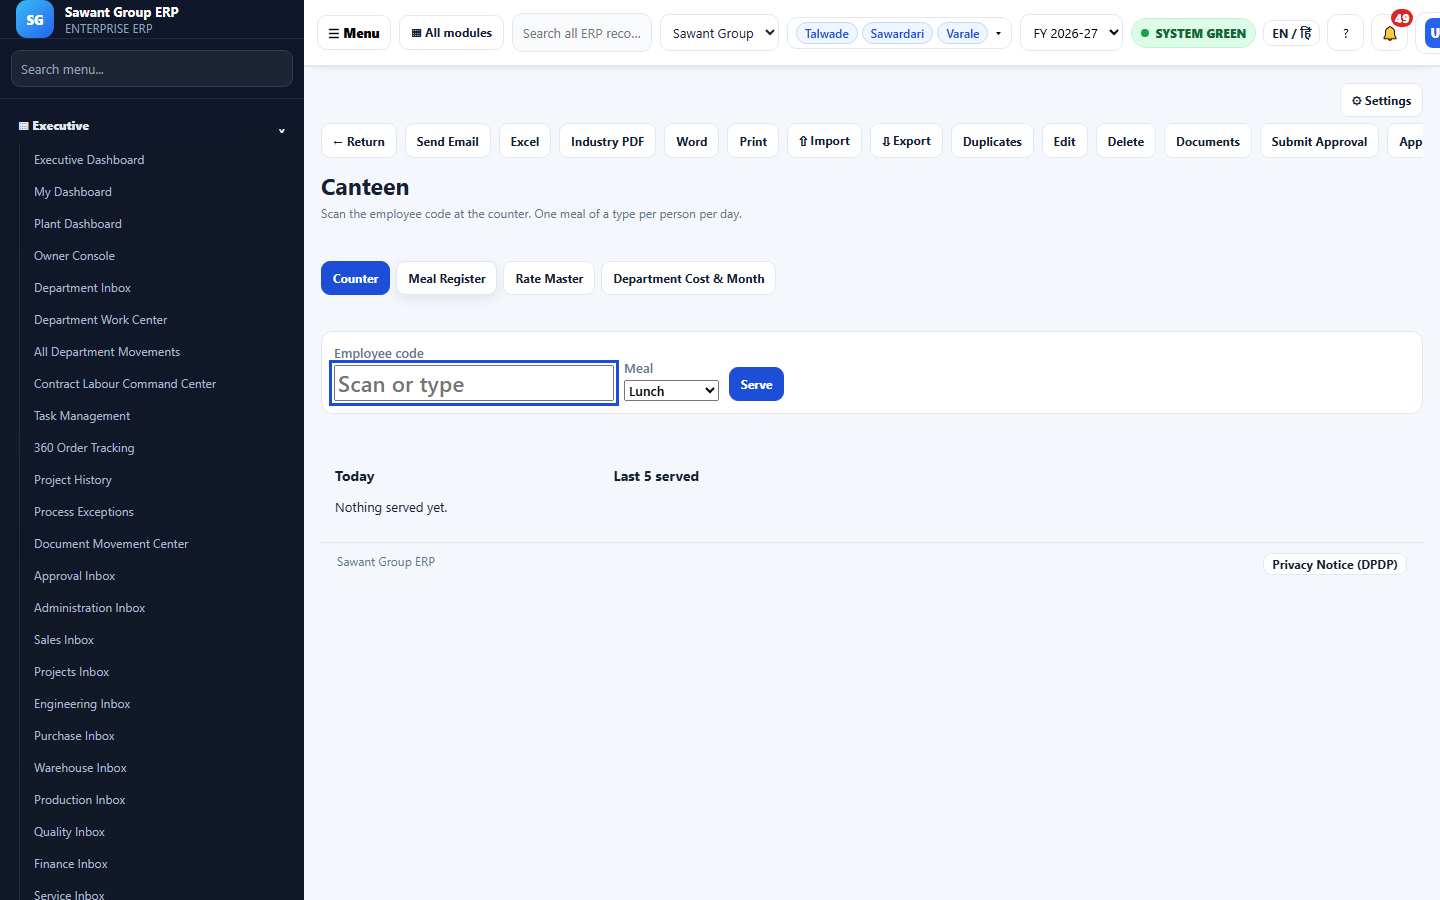 SG
Sawant Group ERP
ENTERPRISE ERP
Search menu...
Executive
Executive Dashboard
My Dashboard
Plant Dashboard
Owner Console
Department Inbox
Department Work Center
All Department Movements
Contract Labour Command Center
Task Management
360 Order Tracking
Project History
Process Exceptions
Document Movement Center
Approval Inbox
Administration Inbox
Sales Inbox
Projects Inbox
Engineering Inbox
Purchase Inbox
Warehouse Inbox
Production Inbox
Quality Inbox
Finance Inbox
Service Inbox
☰ Menu
All modules
Search all ERP reco...
Sawant Group
Talwade Sawardari Varale
FY 2026-27
SYSTEM GREEN
EN / हिं
?
49
U
⚙ Settings
← Return
Send Email
Excel
Industry PDF
Word
Print
⇧ Import
⇩ Export
Duplicates
Edit
Delete
Documents
Submit Approval
App
Canteen
Scan the employee code at the counter. One meal of a type per person per day.
Counter
Meal Register
Rate Master
Department Cost & Month
Employee code
Scan or type
Meal
Lunch
Serve
Today
Nothing served yet.
Last 5 served
Sawant Group ERP
Privacy Notice (DPDP)